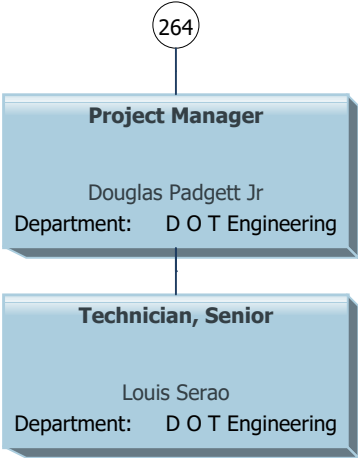 264
Project Manager
Douglas Padgett Jr
Department: D O T Engineering
Technician, Senior
Louis Serao
Department: D O T Engineering